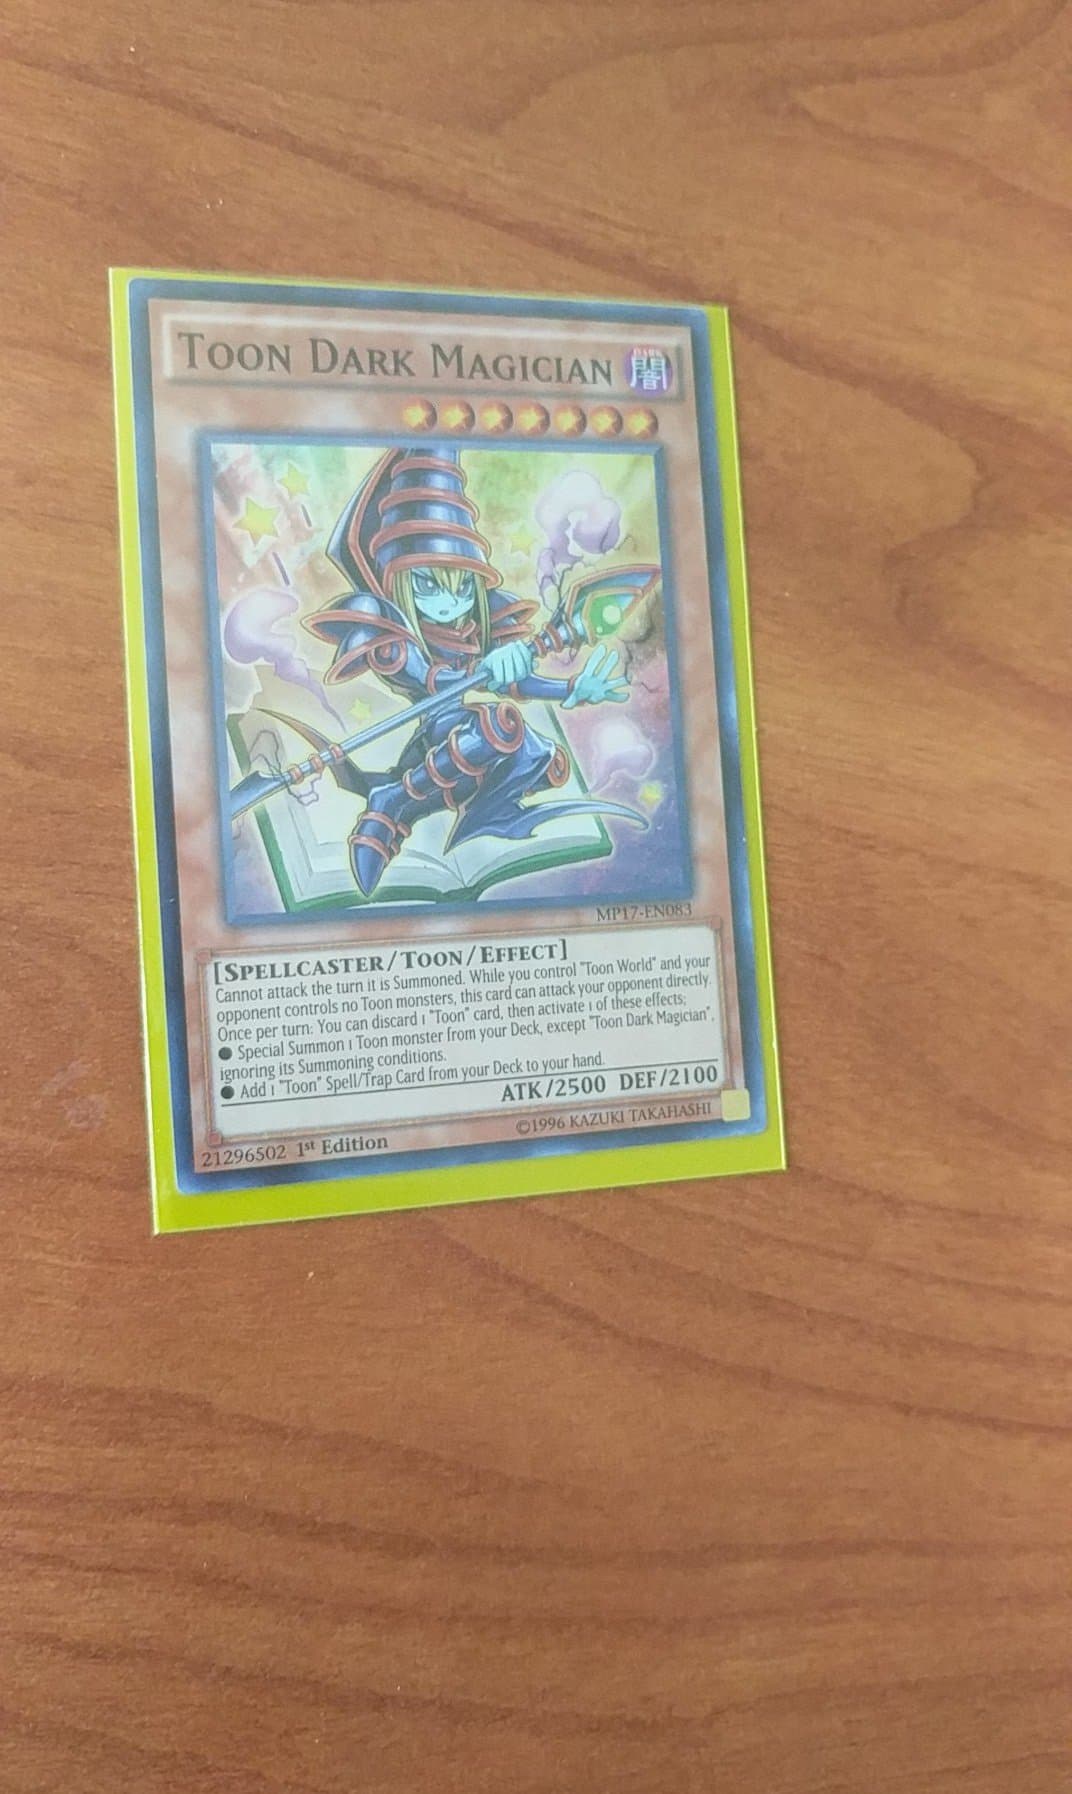 TOON DARK MAGICIAN
DARK
闇
MP17-EN083
[SPELLCASTER/TOON/EFFECT]
Cannot attack the turn it is Summoned. While you control "Toon World" and your
opponent controls no Toon monsters, this card can attack your opponent directly.
Once per turn: You can discard 1 "Toon" card, then activate 1 of these effects;
● Special Summon 1 Toon monster from your Deck, except "Toon Dark Magician",
ignoring its Summoning conditions.
● Add 1 "Toon" Spell/Trap Card from your Deck to your hand.
ATK/2500 DEF/2100
21296502 1st Edition
©1996 KAZUKI TAKAHASHI